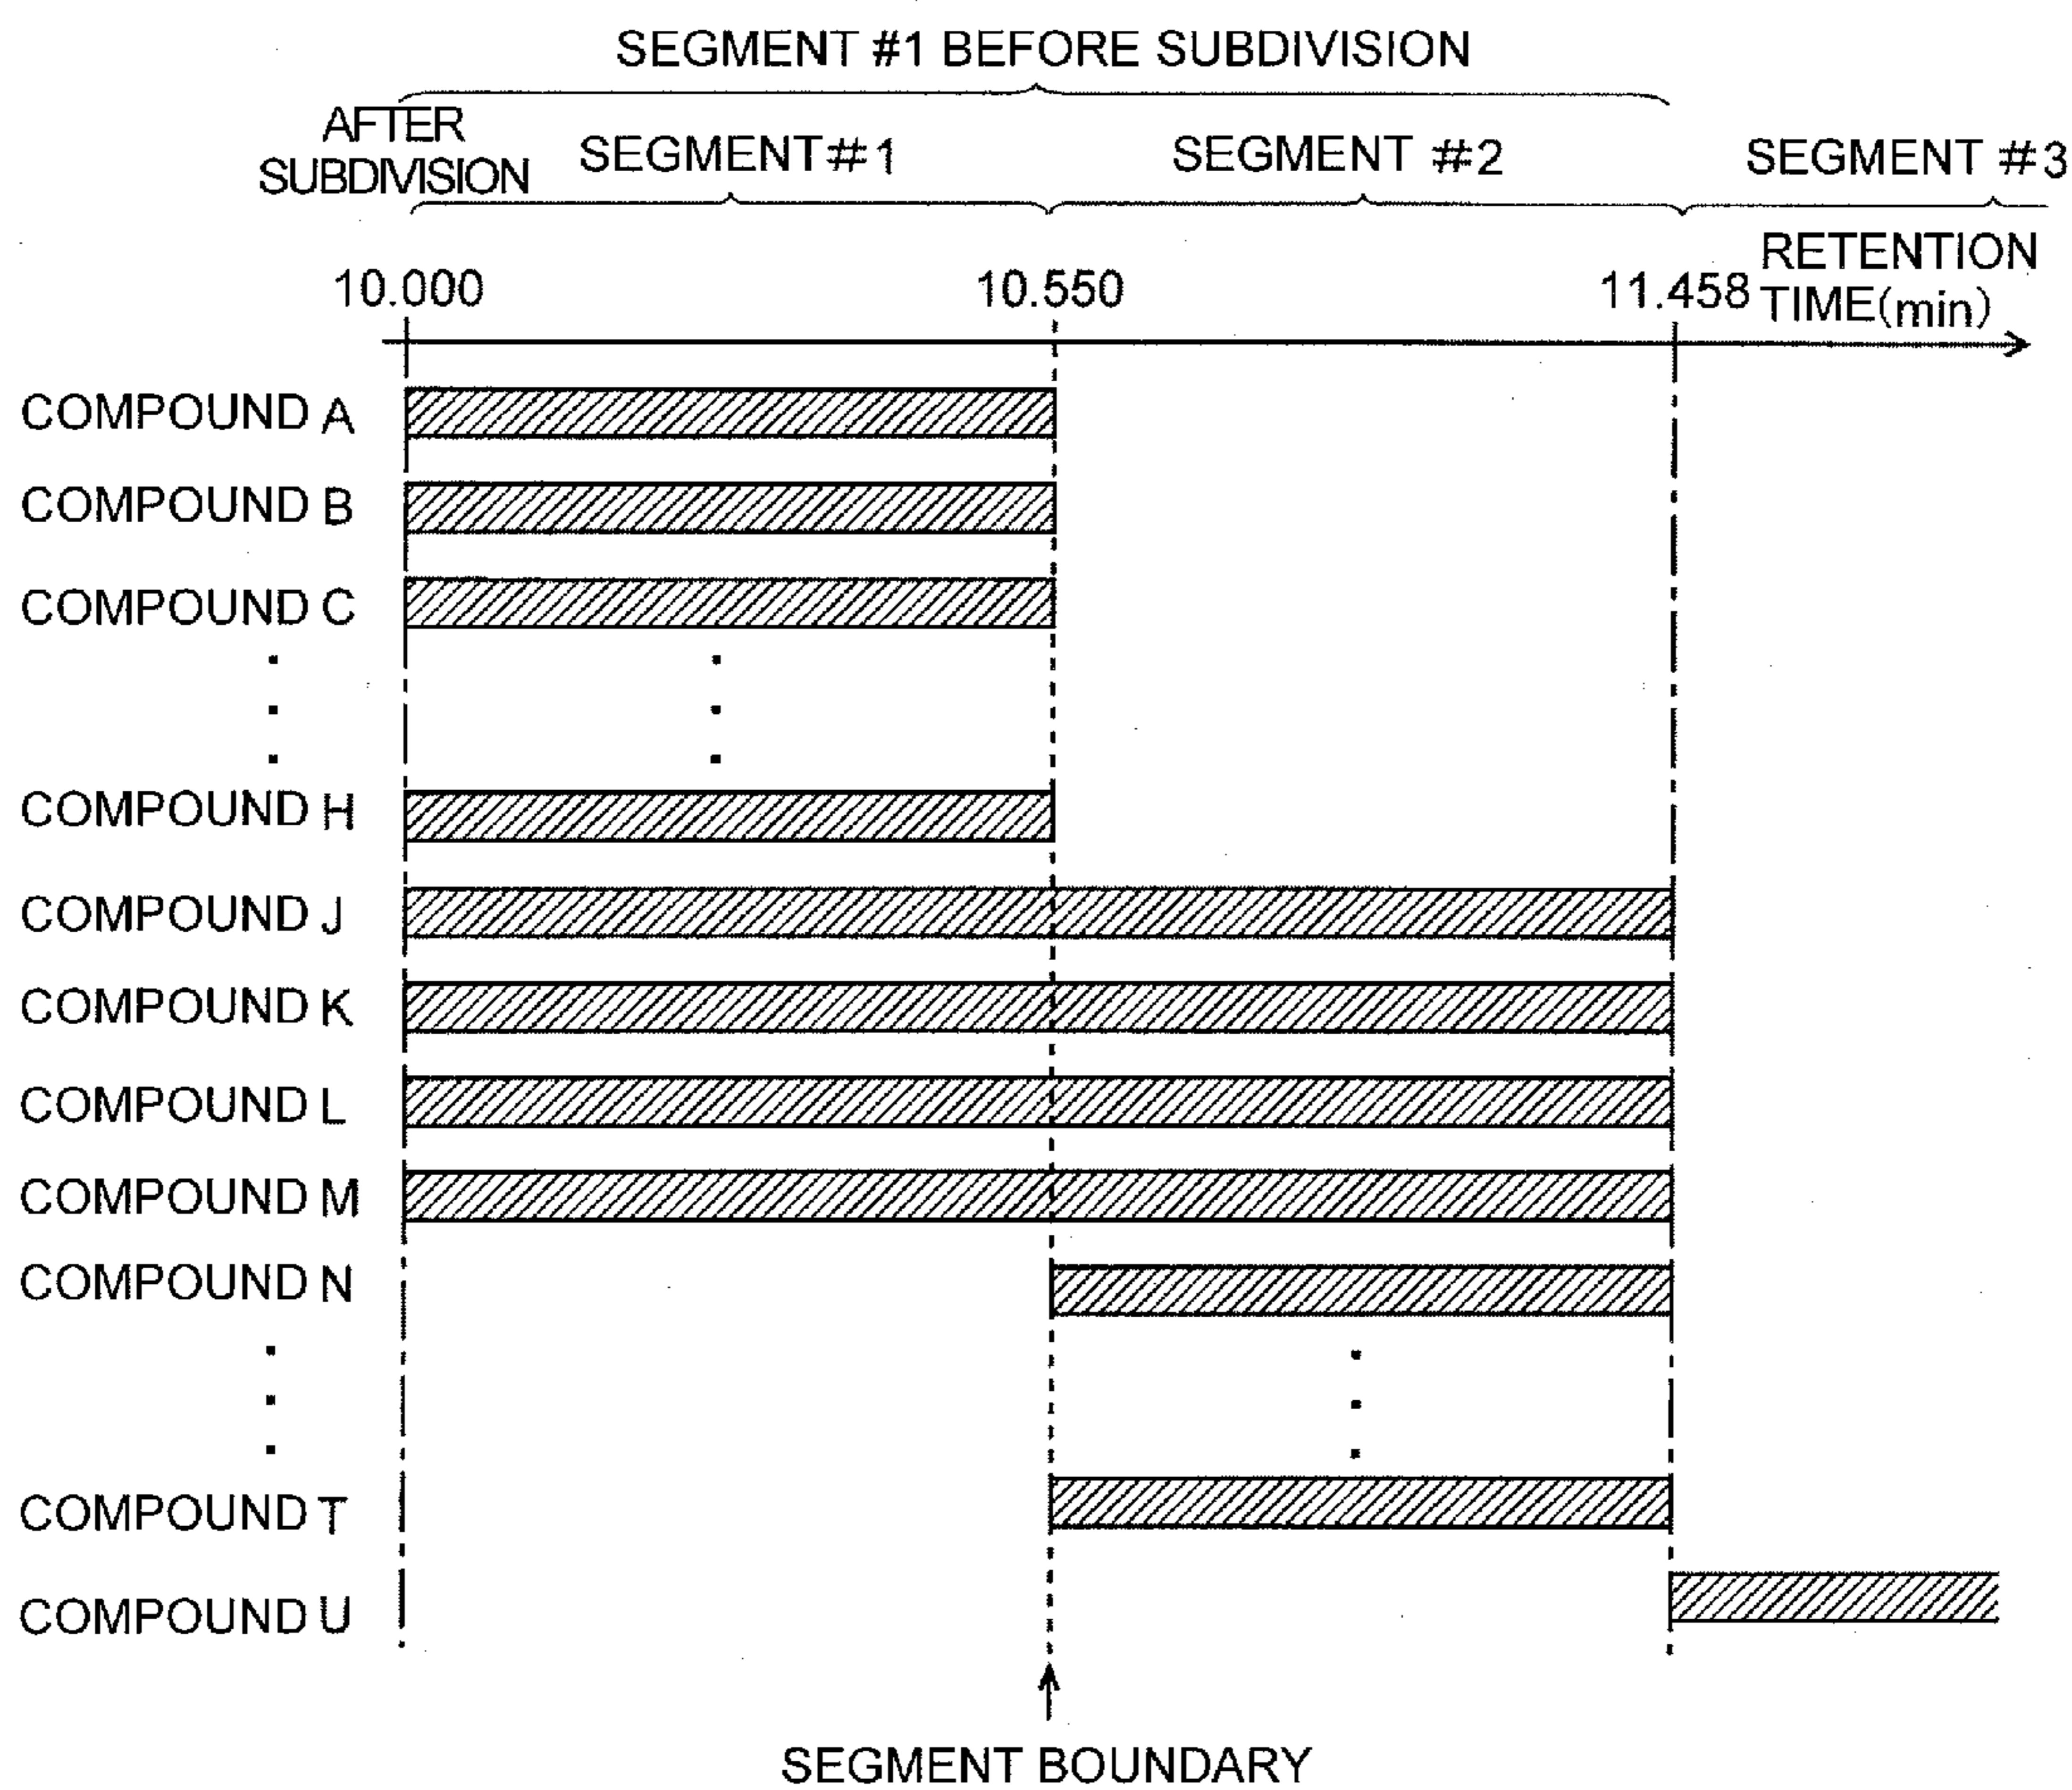 SEGMENT #1 BEFORE SUBDIVISION
AFTER
SUBDIVISION
SEGMENT#1
SEGMENT #2
SEGMENT #3
10.000
10.550
11.458
RETENTION
TIME(min)
COMPOUND A
COMPOUND B
COMPOUND C
COMPOUND H
COMPOUND J
COMPOUND K
COMPOUND L
COMPOUND M
COMPOUND N
COMPOUND T
COMPOUND U
SEGMENT BOUNDARY